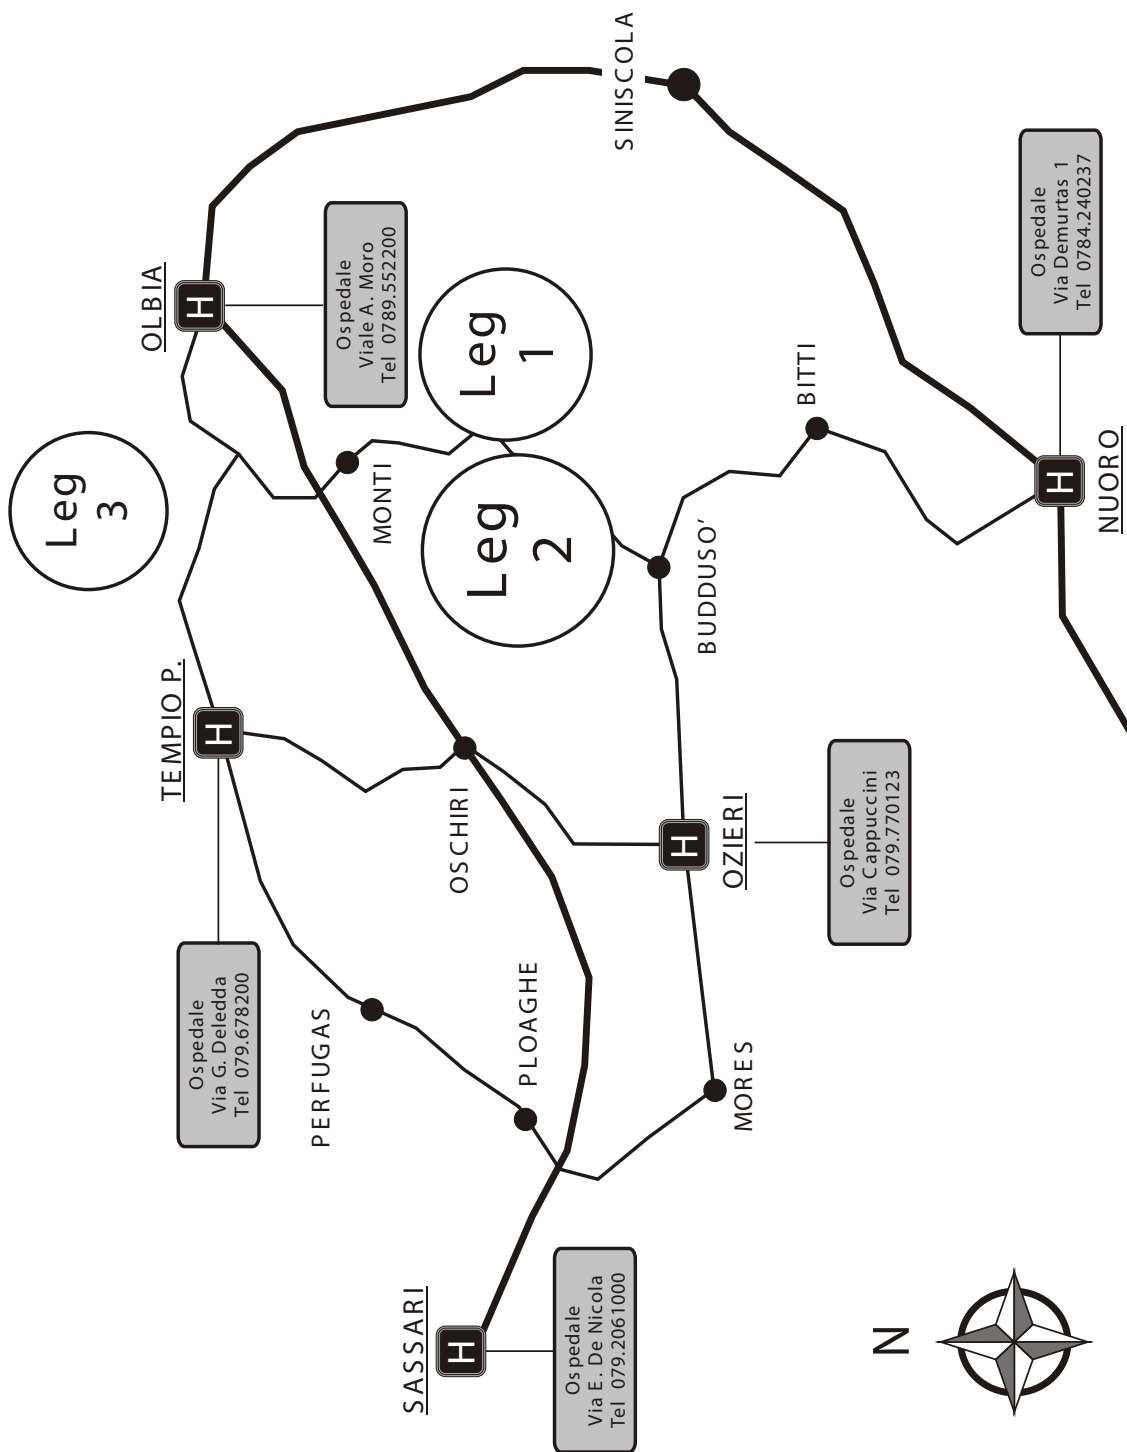 Leg
3
OLBIA
H
TEMPIO P.
H
Ospedale
Via G. Deledda
Tel 079.678200
PERFUGAS
Ospedale
Viale A. Moro
Tel 0789.552200
MONTI
SASSARI
H
OSCHIRI
Leg
1
Leg
2
PLOAGHE
Ospedale
Via E. De Nicola
Tel 079.2061000
SINISCOLA
H
BUDDUSO'
OZIERI
MORES
BITTI
Ospedale
Via Cappuccini
Tel 079.770123
N
Ospedale
Via Demurtas 1
Tel 0784.240237
H
NUORO